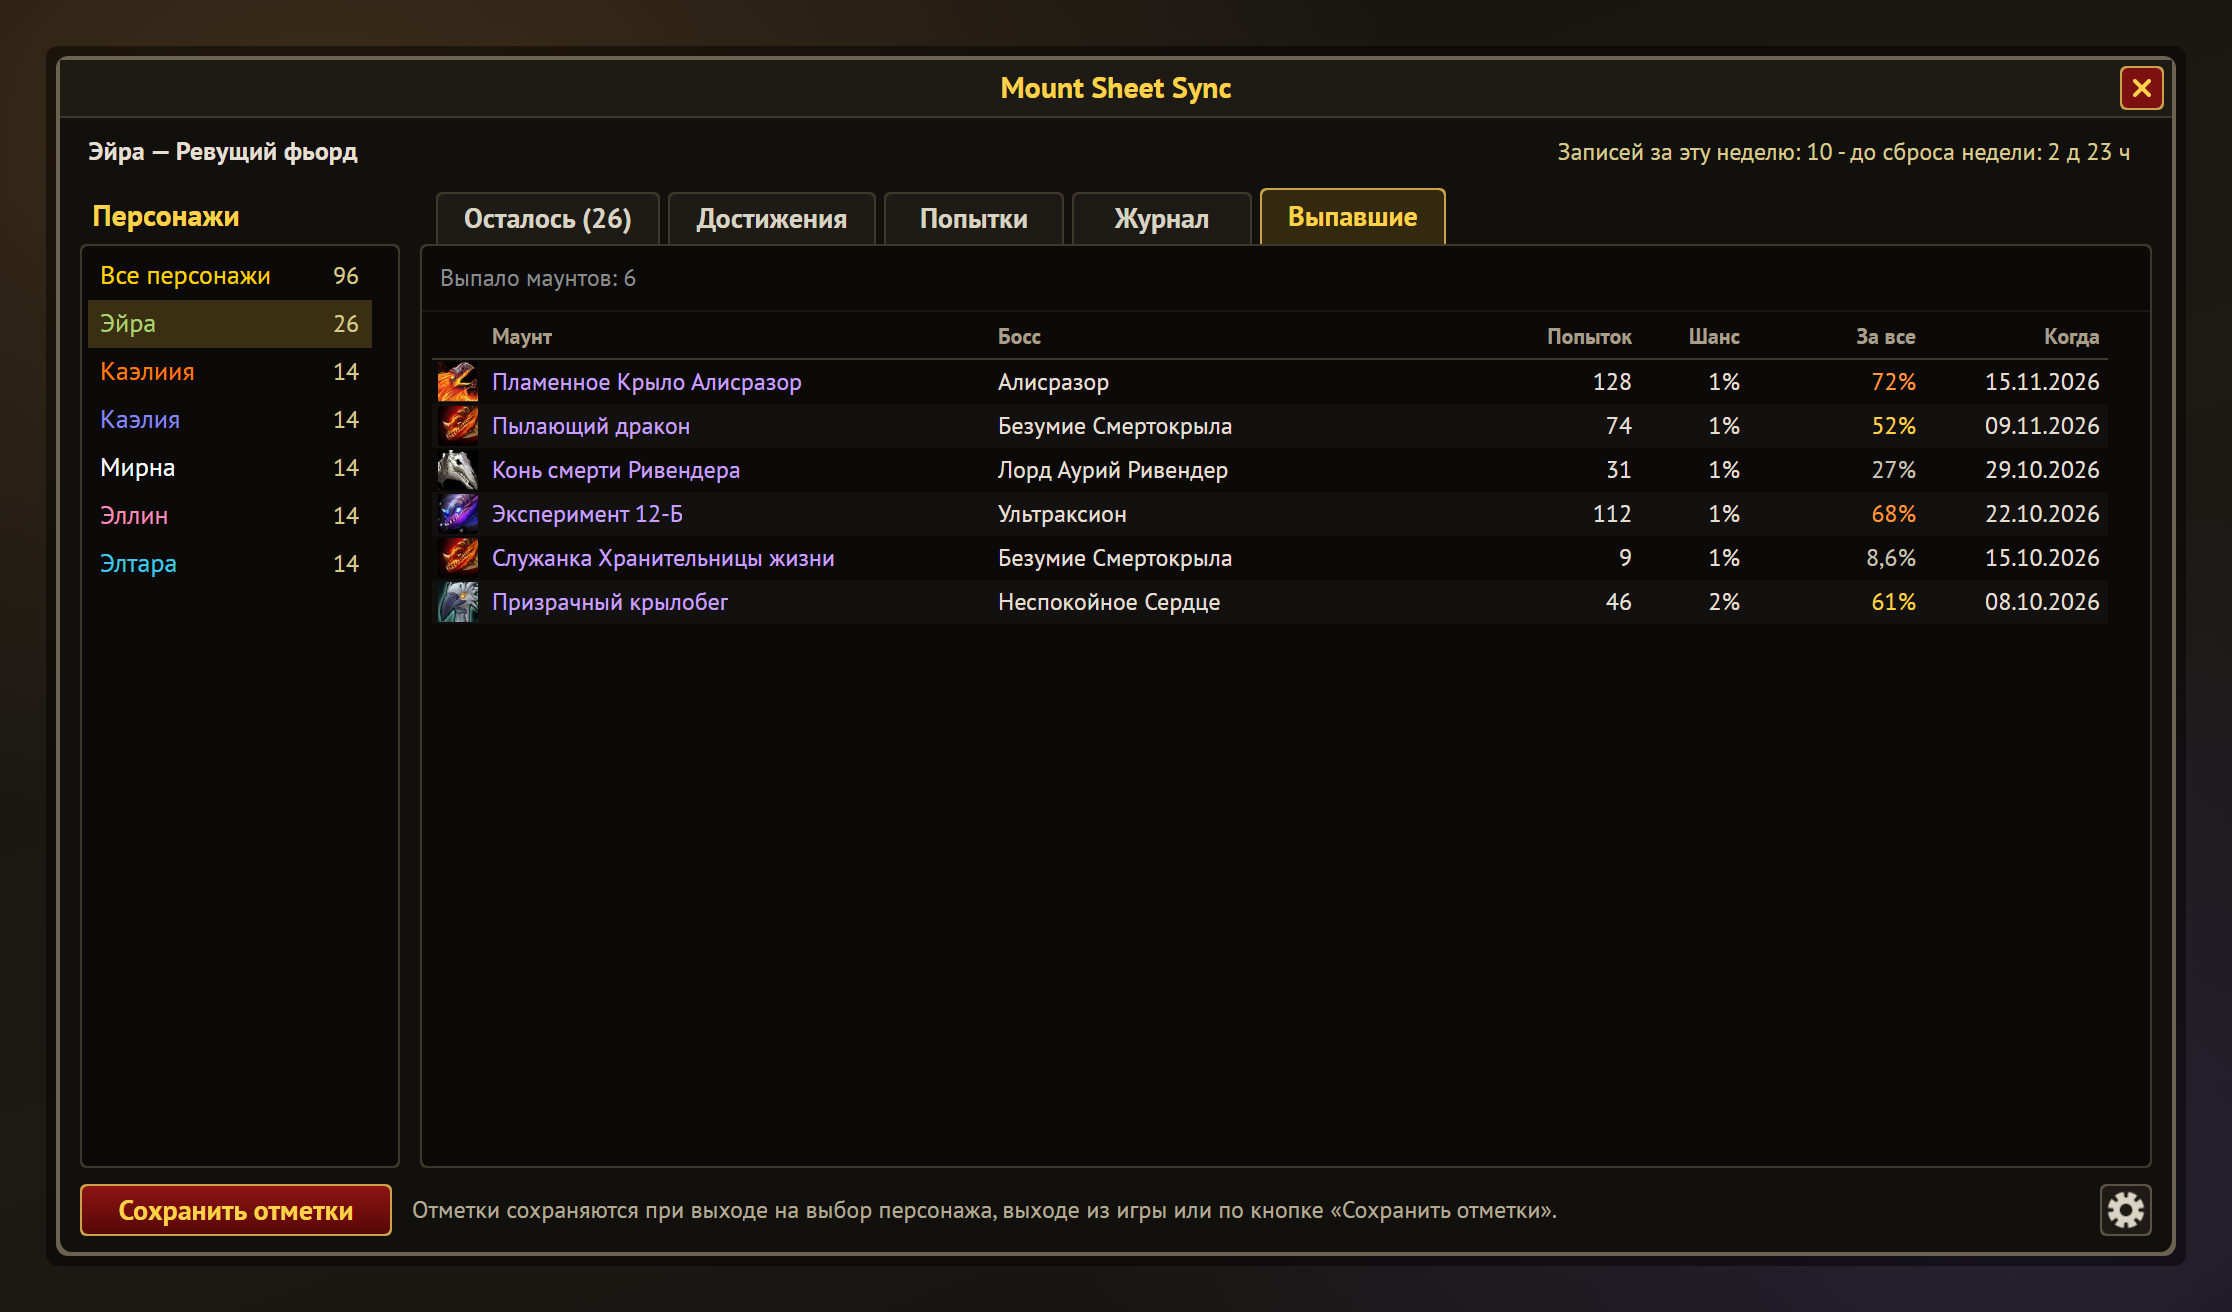 Mount Sheet Sync
Эйра — Ревущий фьорд
Записей за эту неделю: 10 - до сброса недели: 2 д 23 ч
Персонажи
Все персонажи 96
Эйра 26
Каэлиия 14
Каэлия 14
Мирна 14
Эллин 14
Элтара 14
Осталось (26) Достижения Попытки Журнал Выпавшие
Выпало маунтов: 6
Маунт Босс Попыток Шанс За все Когда
Пламенное Крыло Алисразор Алисразор 128 1% 72% 15.11.2026
Пылающий дракон Безумие Смертокрыла 74 1% 52% 09.11.2026
Конь смерти Ривендера Лорд Аурий Ривендер 31 1% 27% 29.10.2026
Эксперимент 12-Б Ультраксион 112 1% 68% 22.10.2026
Служанка Хранительницы жизни Безумие Смертокрыла 9 1% 8,6% 15.10.2026
Призрачный крылобег Неспокойное Сердце 46 2% 61% 08.10.2026
Сохранить отметки
Отметки сохраняются при выходе на выбор персонажа, выходе из игры или по кнопке «Сохранить отметки».